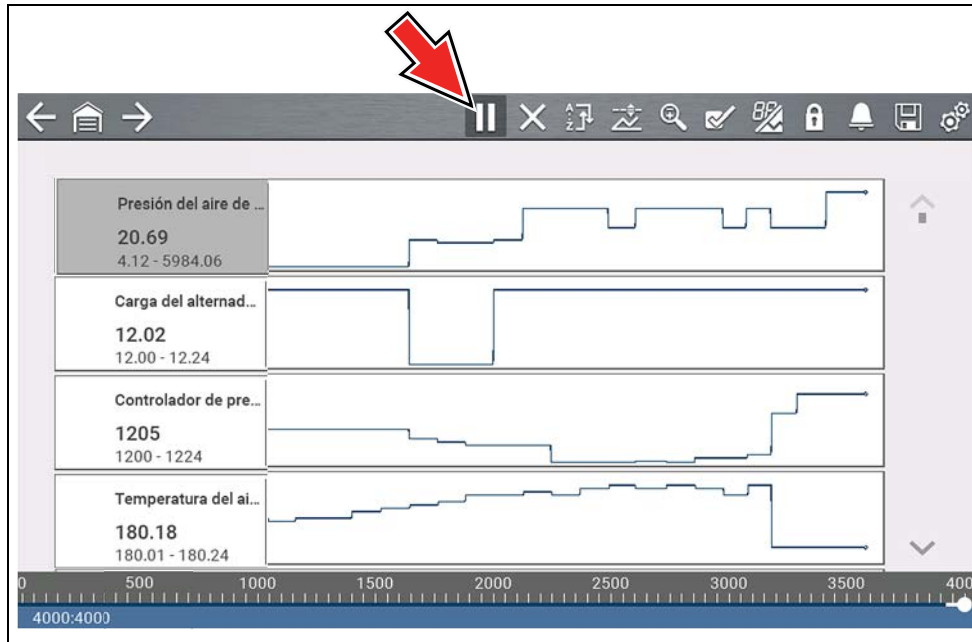 Presión del aire de ...
20.69
4.12 - 5984.06
Carga del alternad...
12.02
12.00 - 12.24
Controlador de pre...
1205
1200 - 1224
Temperatura del ai...
180.18
180.01 - 180.24
0 500 1000 1500 2000 2500 3000 3500 400
4000:4000